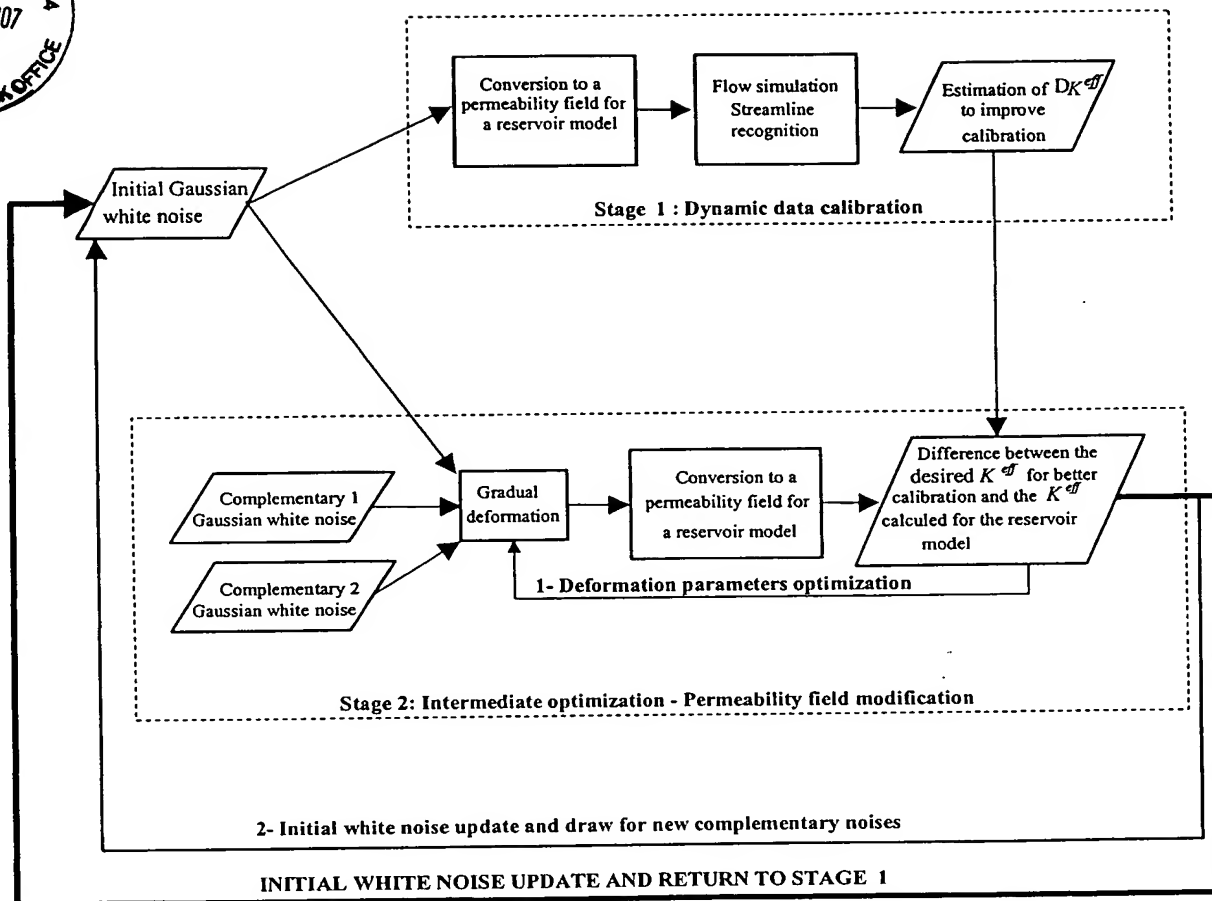 07
OFFICE
Conversion to a
permeability field for
a reservoir model
Flow simulation
Streamline
recognition
Estimation of DK^eff
to improve
calibration
Initial Gaussian
white noise
Stage 1 : Dynamic data calibration
Complementary 1
Gaussian white noise
Complementary 2
Gaussian white noise
Gradual
deformation
Conversion to a
permeability field for
a reservoir model
Difference between the
desired K^eff for better
calibration and the K^eff
calculed for the reservoir
model
1- Deformation parameters optimization
Stage 2: Intermediate optimization - Permeability field modification
2- Initial white noise update and draw for new complementary noises
INITIAL WHITE NOISE UPDATE AND RETURN TO STAGE 1